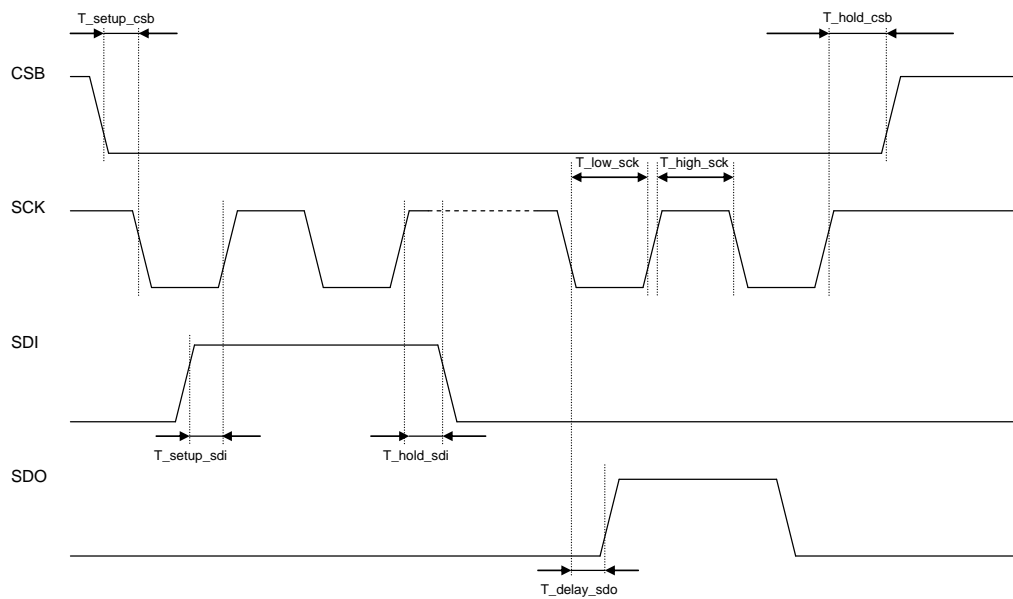 T_setup_csb
T_hold_csb
CSB
T_low_sck
T_high_sck
SCK
SDI
T_setup_sdi
T_hold_sdi
SDO
T_delay_sdo